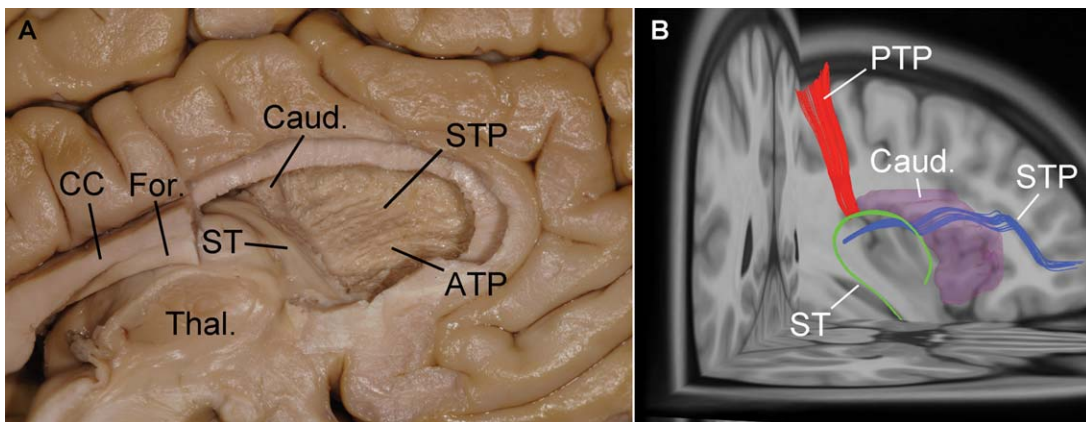 A
Caud.
STP
CC
For.
ST
ATP
Thal.
B
PTP
Caud.
STP
ST